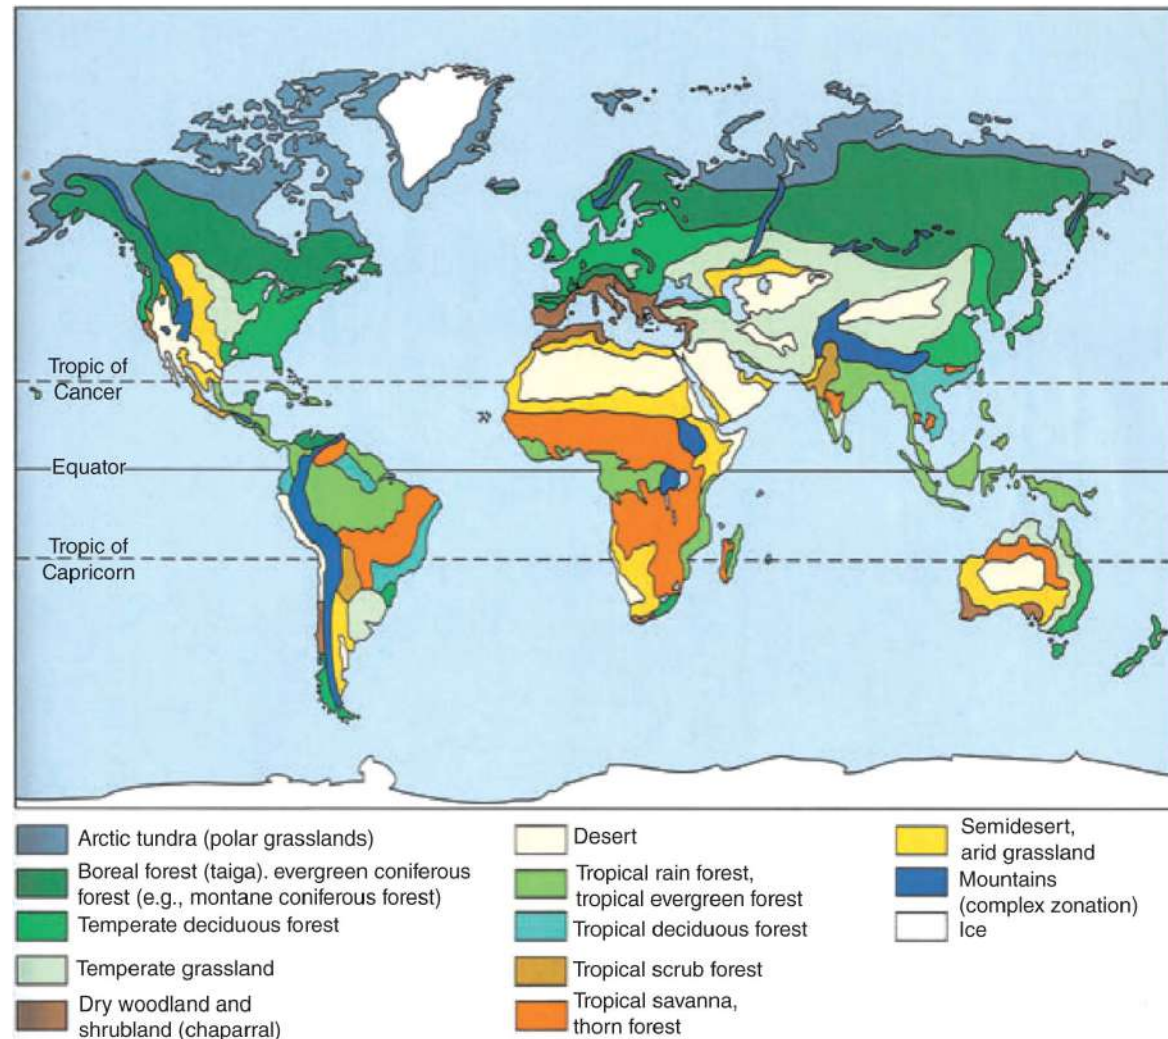 Tropic of
Cancer
Equator
Tropic of
Capricorn
Arctic tundra (polar grasslands)
Boreal forest (taiga). evergreen coniferous
forest (e.g., montane coniferous forest)
Temperate deciduous forest
Temperate grassland
Dry woodland and
shrubland (chaparral)
Desert
Tropical rain forest,
tropical evergreen forest
Tropical deciduous forest
Tropical scrub forest
Tropical savanna,
thorn forest
Semidesert,
arid grassland
Mountains
(complex zonation)
Ice